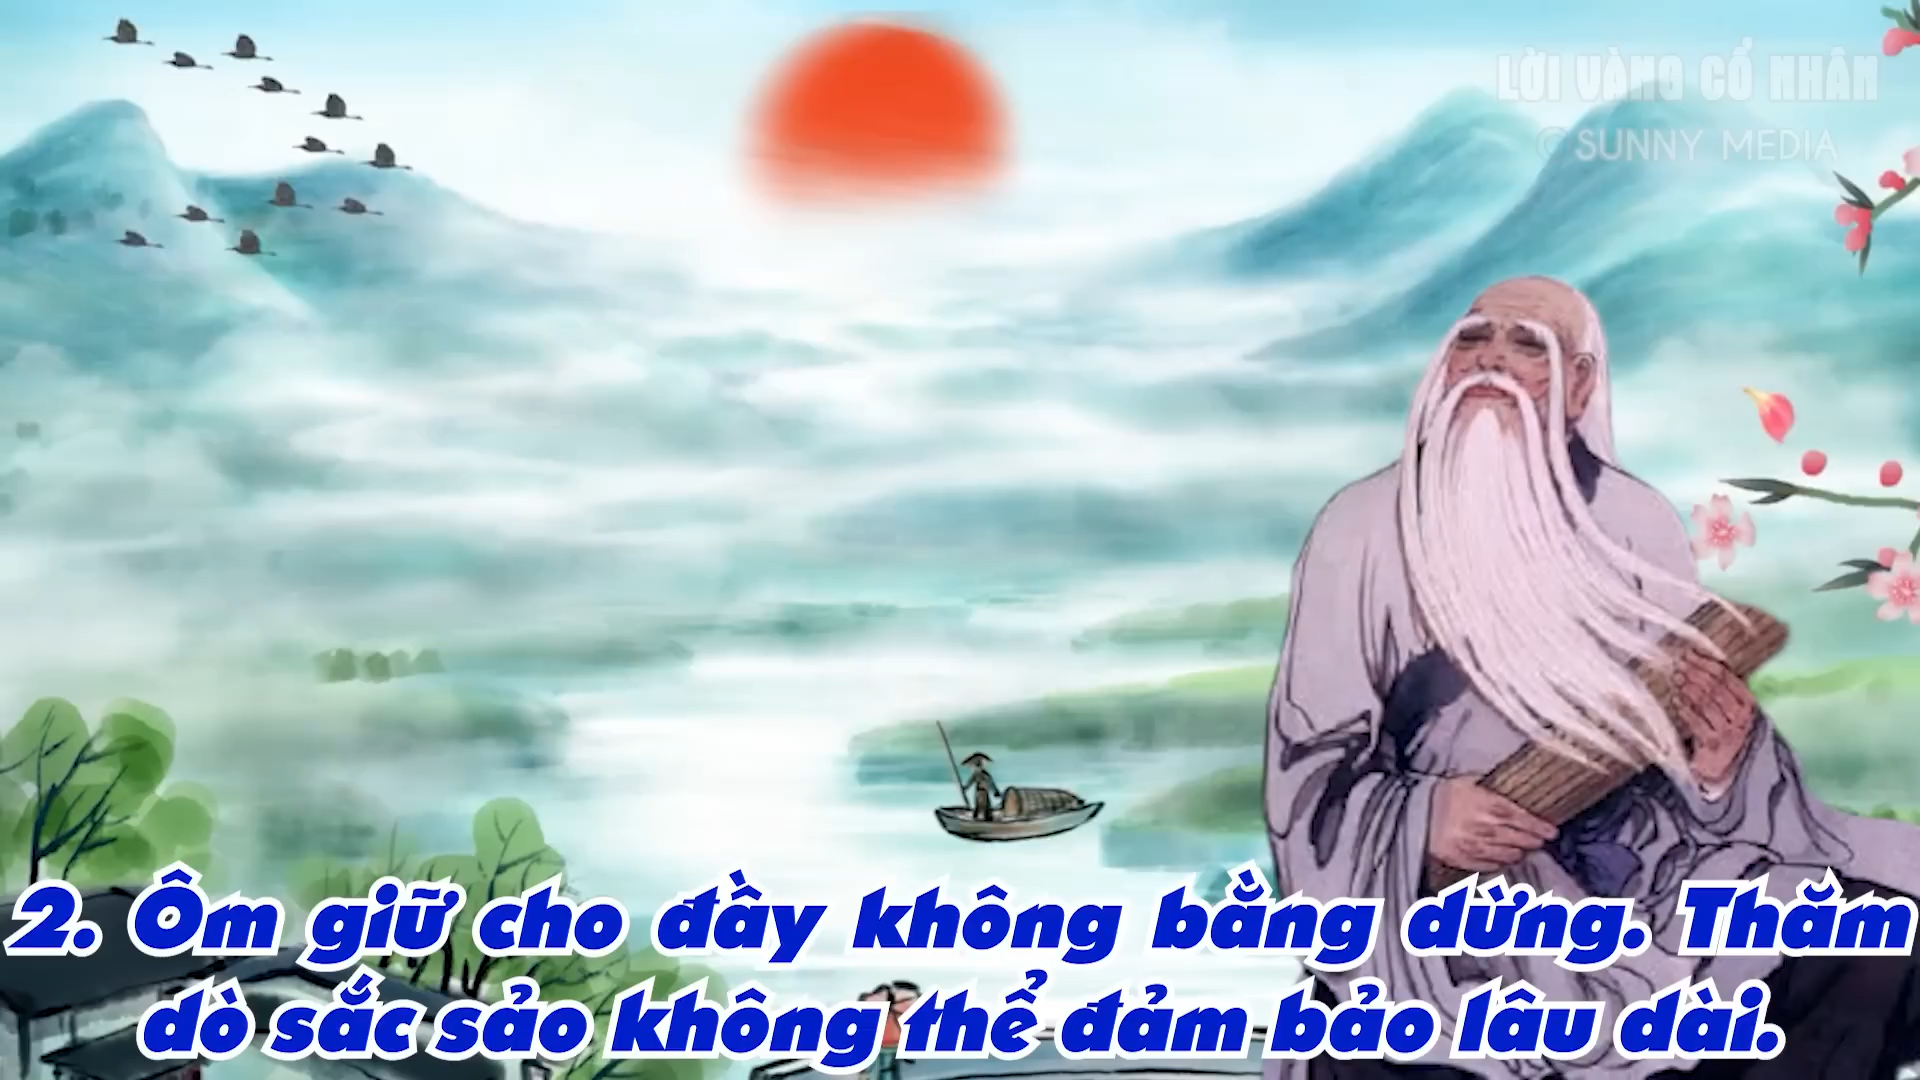 LỜI VÀNG CỔ NHÂN
© SUNNY MEDIA
2. Ôm giữ cho đầy không bằng dừng. Thăm
dò sắc sảo không thể đảm bảo lâu dài.